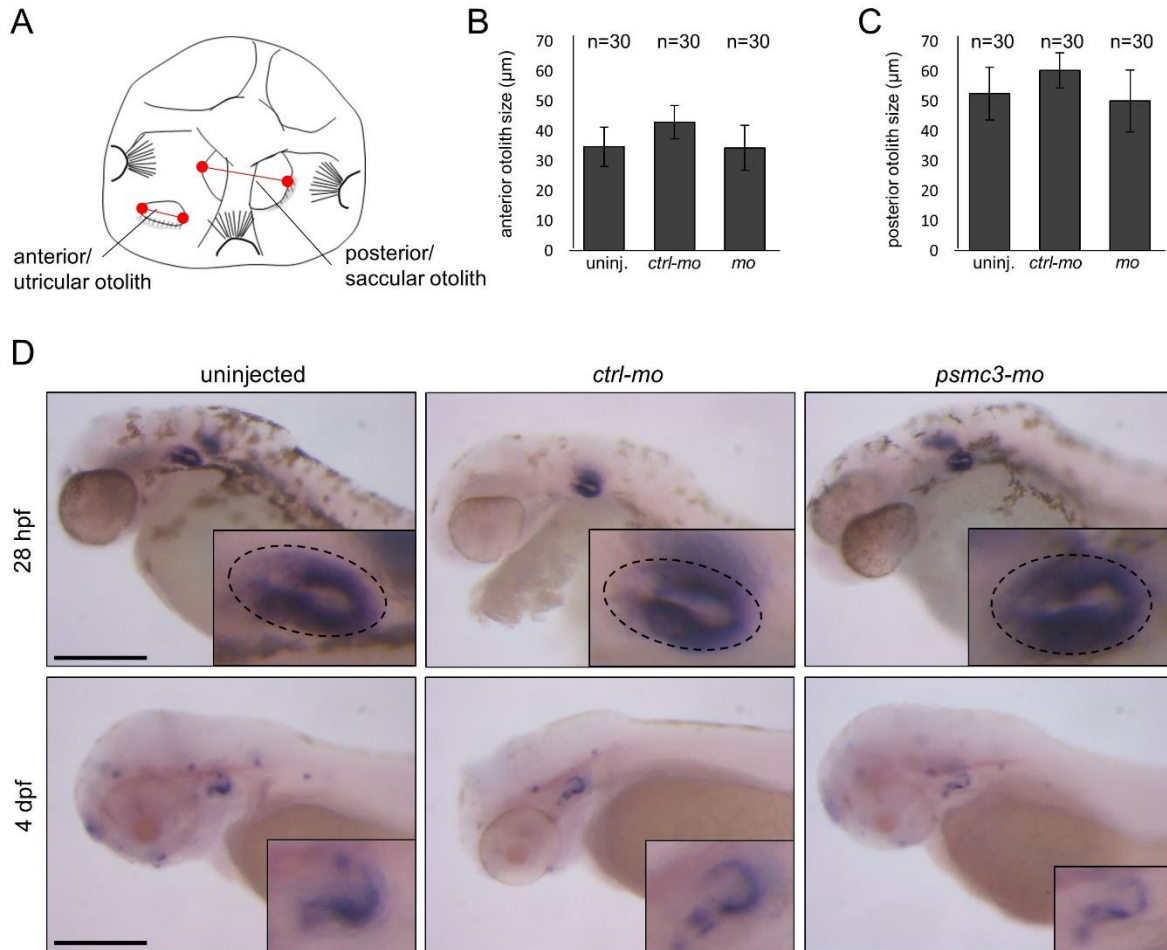 A
anterior/
utricular otolith
posterior/
saccular otolith
B
anterior otolith size (µm)
70
60
50
40
30
20
10
0
n=30 n=30 n=30
uninj. ctrl-mo mo
C
posterior otolith size (µm)
70
60
50
40
30
20
10
0
n=30 n=30 n=30
uninj. ctrl-mo mo
D
uninjected ctrl-mo psmc3-mo
28 hpf
4 dpf